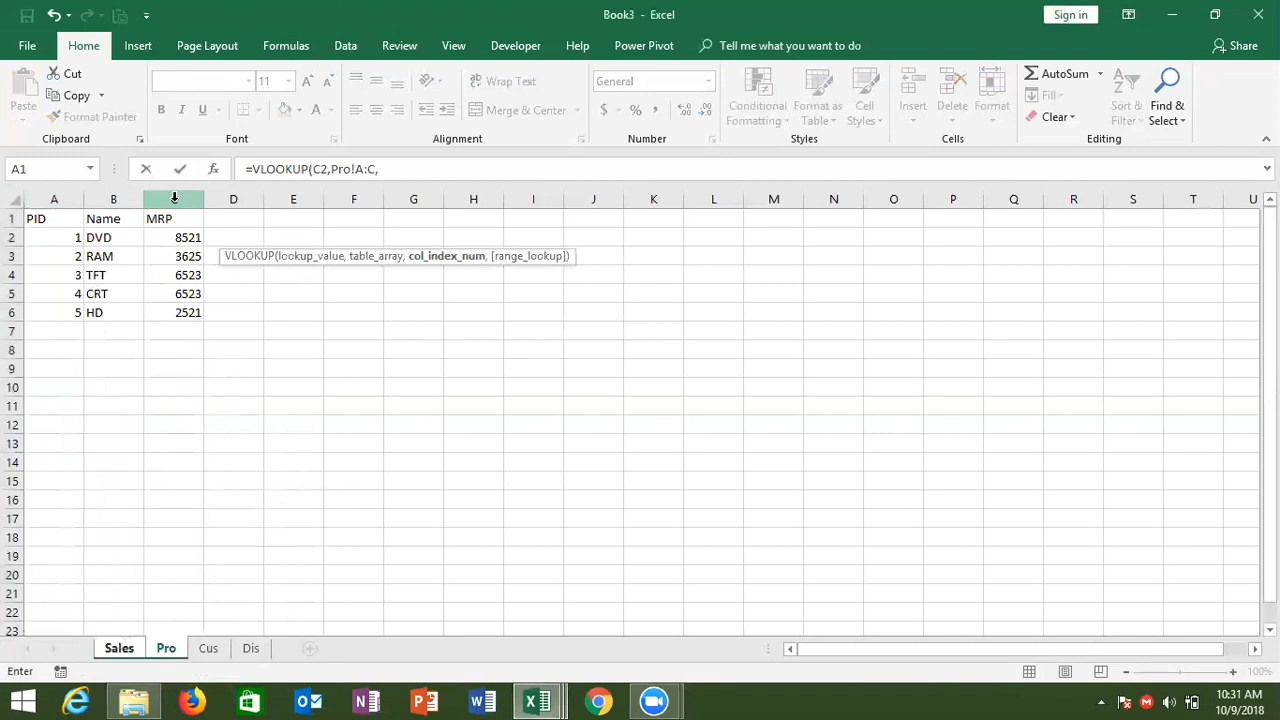 Book3 - Excel
Sign in
File Home Insert Page Layout Formulas Data Review View Developer Help Power Pivot Tell me what you want to do Share
Paste
Cut
Copy
Format Painter
Clipboard
11
B I U
A
Font
Wrap Text
Merge & Center
Alignment
General
$ % ,
Number
Conditional Formatting
Format as Table
Cell Styles
Styles
Insert
Delete
Format
Cells
AutoSum
Fill
Clear
Sort & Filter
Find & Select
Editing
A1
fx
=VLOOKUP(C2,Pro!A:C,
A B D E F G H I J K L M N O P Q R S T U
1 PID Name MRP
2 1 DVD 8521
3 2 RAM 3625
VLOOKUP(lookup_value, table_array, col_index_num, [range_lookup])
4 3 TFT 6523
5 4 CRT 6523
6 5 HD 2521
7
8
9
10
11
12
13
14
15
16
17
18
19
20
21
22
23
Sales Pro Cus Dis
Enter
100%
10:31 AM
10/9/2018